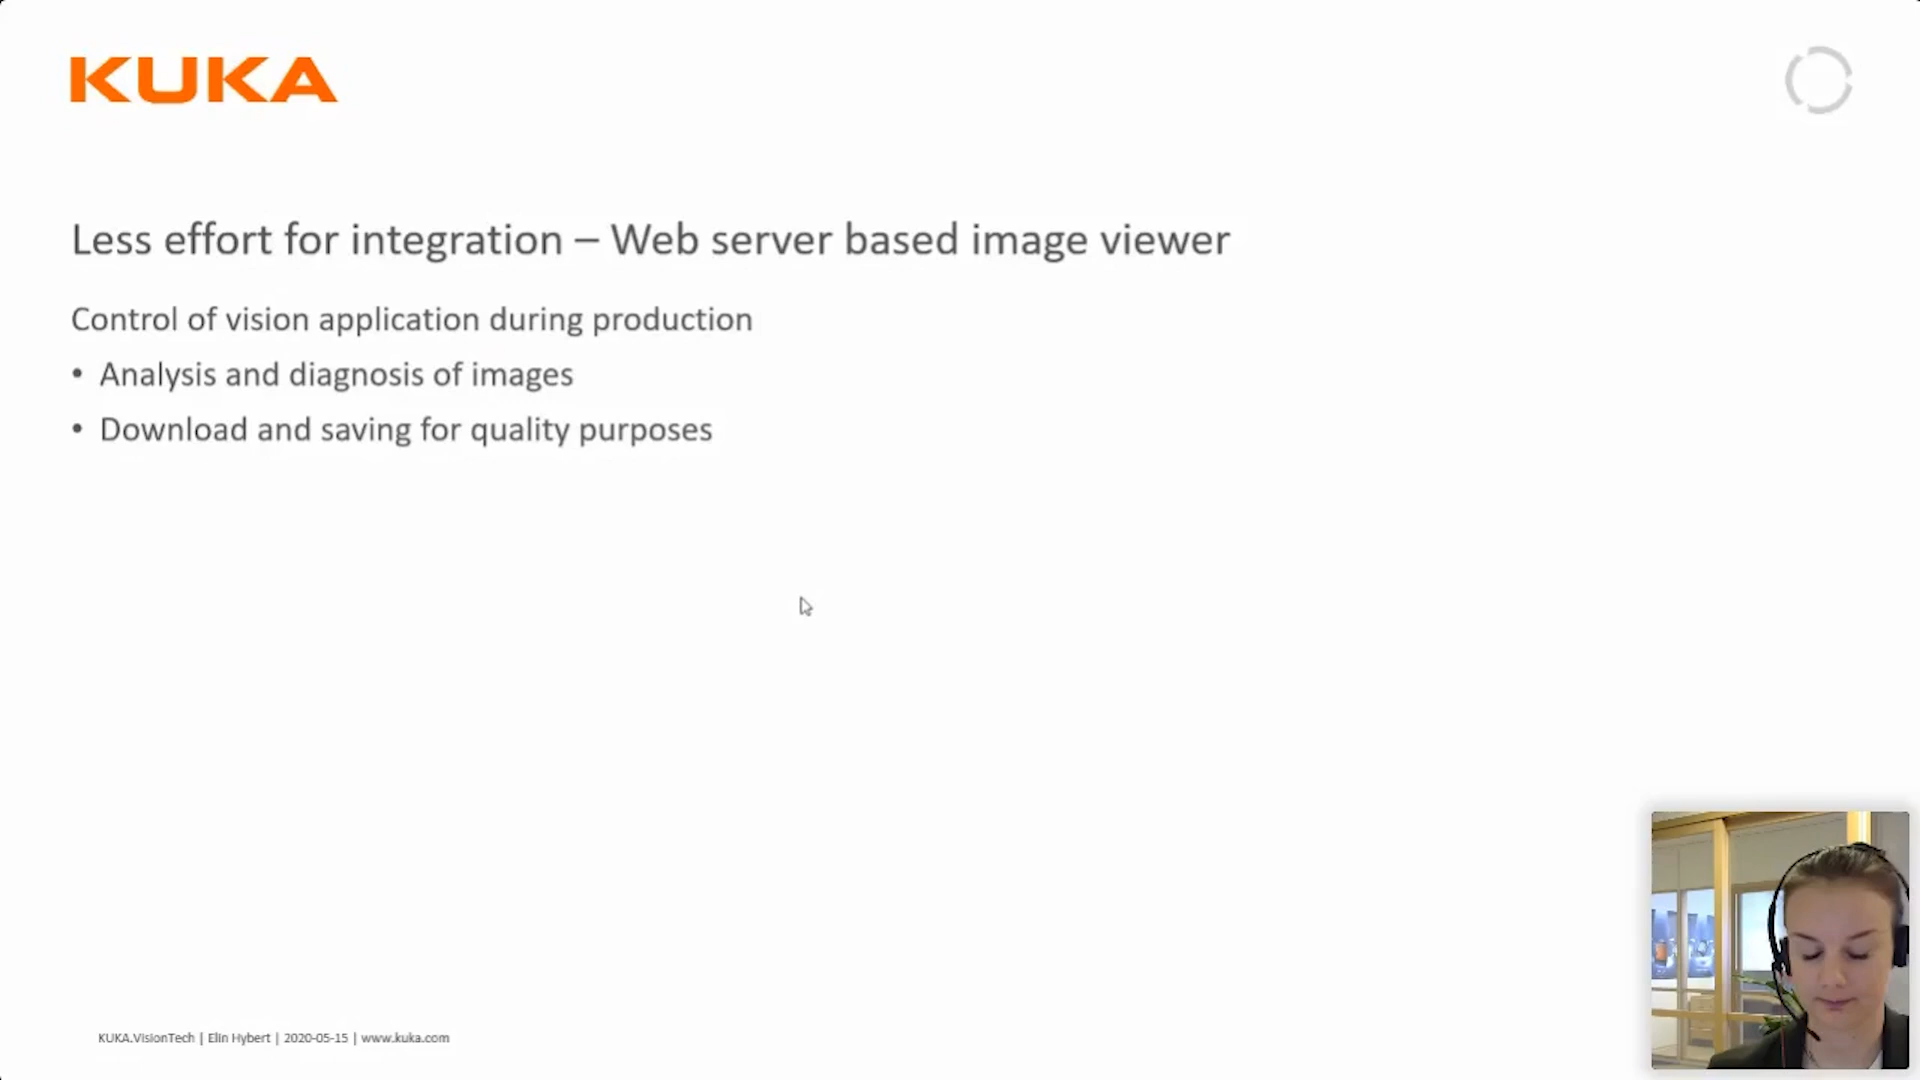 KUKA
Less effort for integration – Web server based image viewer
Control of vision application during production
• Analysis and diagnosis of images
• Download and saving for quality purposes
KUKA.VisionTech | Elin Hybert | 2020-05-15 | www.kuka.com